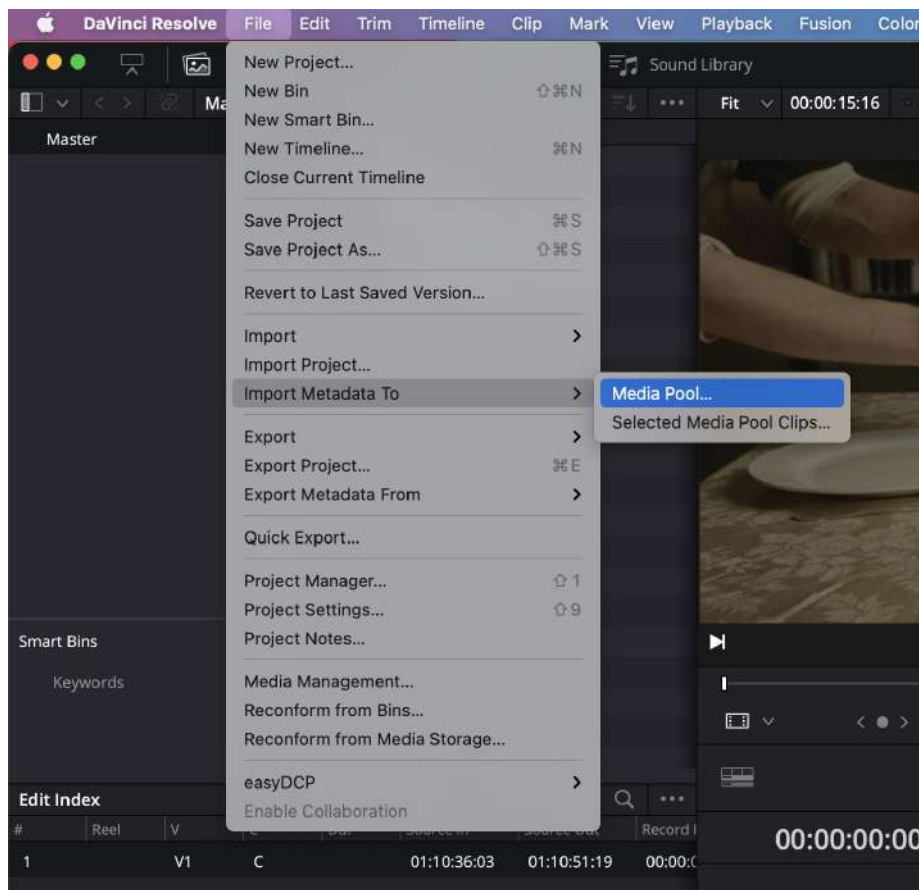 DaVinci Resolve File Edit Trim Timeline Clip Mark View Playback Fusion Color
Sound Library
Fit 00:00:15:16
Master
New Project...
New Bin ⇧⌘N
New Smart Bin...
New Timeline... ⌘N
Close Current Timeline
Save Project ⌘S
Save Project As... ⇧⌘S
Revert to Last Saved Version...
Import
Import Project...
Import Metadata To
Media Pool...
Selected Media Pool Clips...
Export
Export Project... ⌘E
Export Metadata From
Quick Export...
Project Manager... ⇧1
Project Settings... ⇧9
Project Notes...
Media Management...
Reconform from Bins...
Reconform from Media Storage...
easyDCP
Enable Collaboration
Smart Bins
Keywords
Edit Index
# Reel V Record
1 V1 C 01:10:36:03 01:10:51:19 00:00:
00:00:00:00